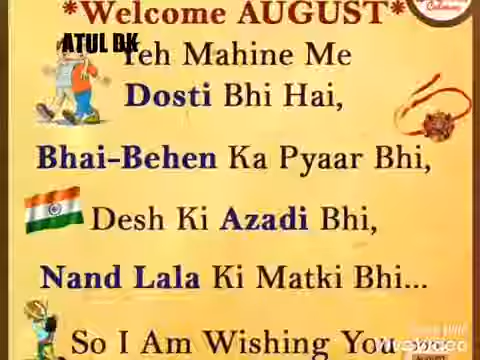 *Welcome AUGUST*
ATUL DK
Yeh Mahine Me
Dosti Bhi Hai,
Bhai-Behen Ka Pyaar Bhi,
Desh Ki Azadi Bhi,
Nand Lala Ki Matki Bhi...
So I Am Wishing You